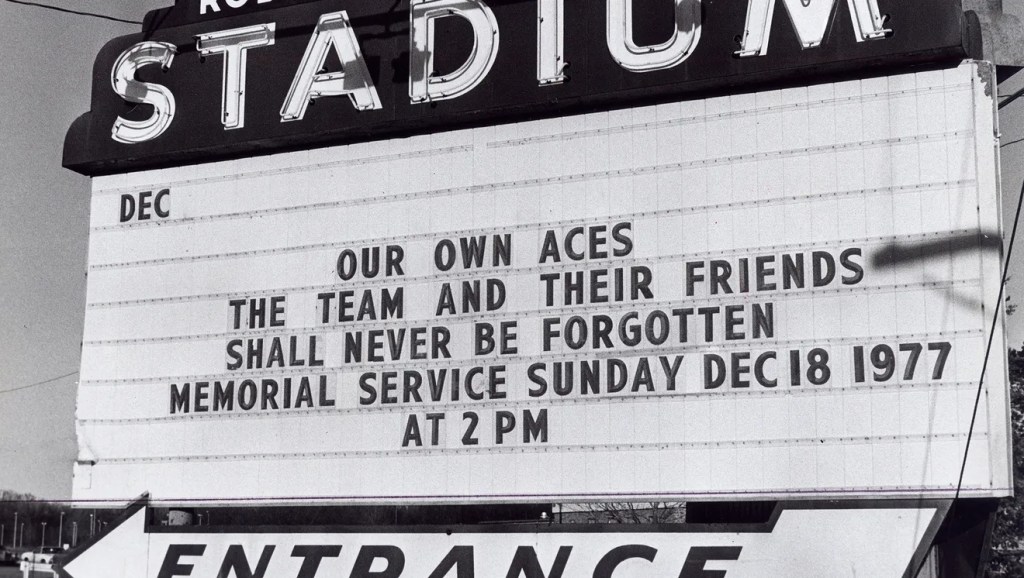 STADIUM
DEC
OUR OWN ACES
THE TEAM AND THEIR FRIENDS
SHALL NEVER BE FORGOTTEN
MEMORIAL SERVICE SUNDAY DEC 18 1977
AT 2 PM
ENTRANCE